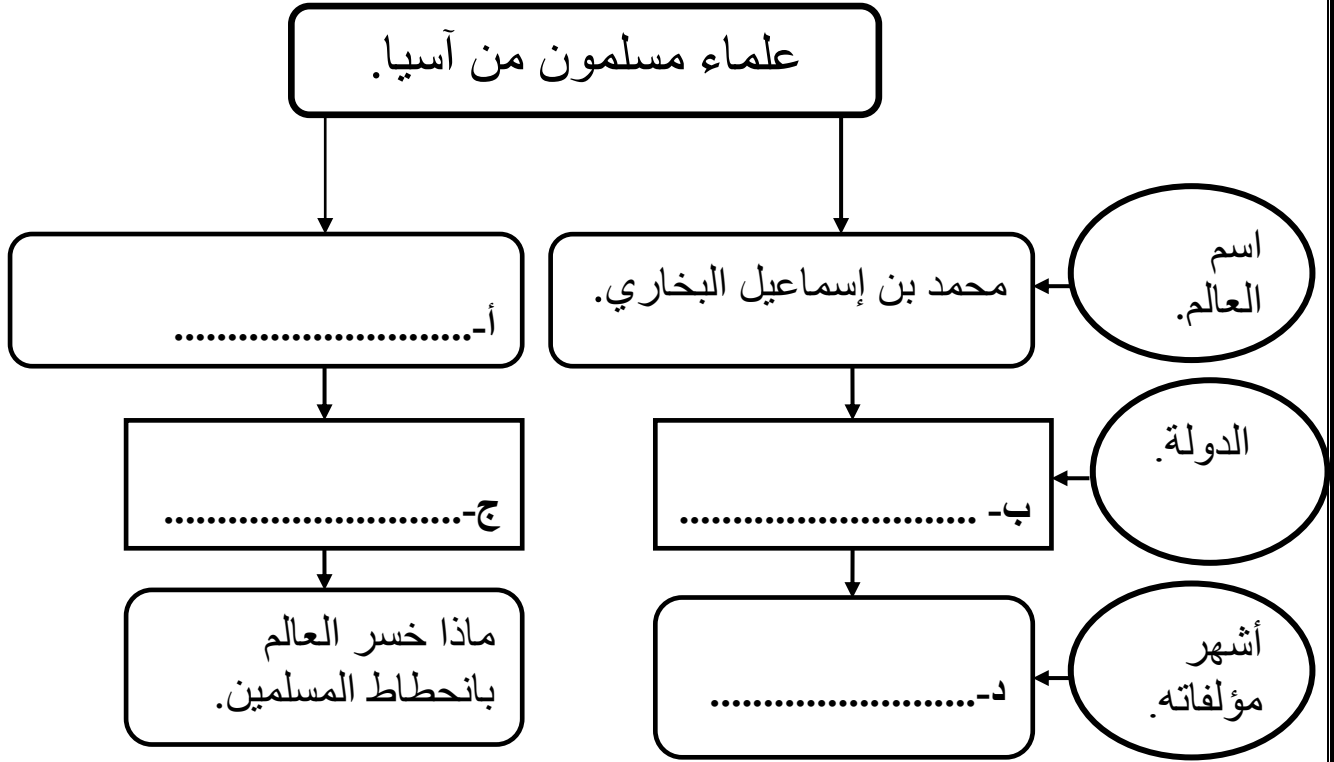 علماء مسلمون من آسيا.
اسم
العالم.
محمد بن إسماعيل البخاري.
أ-............................
الدولة.
ب- ............................
ج-............................
أشهر
مؤلفاته.
د-.........................
ماذا خسر العالم
بانحطاط المسلمين.